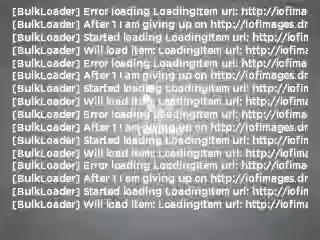 [BulkLoader] Error loading LoadingItem url: http://iofima
[BulkLoader] After 1 I am giving up on http://iofimages.dr
[BulkLoader] Started loading LoadingItem url: http://iofim
[BulkLoader] Will load item: LoadingItem url: http://iofima
[BulkLoader] Error loading LoadingItem url: http://iofima
[BulkLoader] After 1 I am giving up on http://iofimages.dr
[BulkLoader] Started loading LoadingItem url: http://iofim
[BulkLoader] Will load item: LoadingItem url: http://iofima
[BulkLoader] Error loading LoadingItem url: http://iofima
[BulkLoader] After 1 I am giving up on http://iofimages.dr
[BulkLoader] Started loading LoadingItem url: http://iofim
[BulkLoader] Will load item: LoadingItem url: http://iofima
[BulkLoader] Error loading LoadingItem url: http://iofima
[BulkLoader] After 1 I am giving up on http://iofimages.dr
[BulkLoader] Started loading LoadingItem url: http://iofim
[BulkLoader] Will load item: LoadingItem url: http://iofima